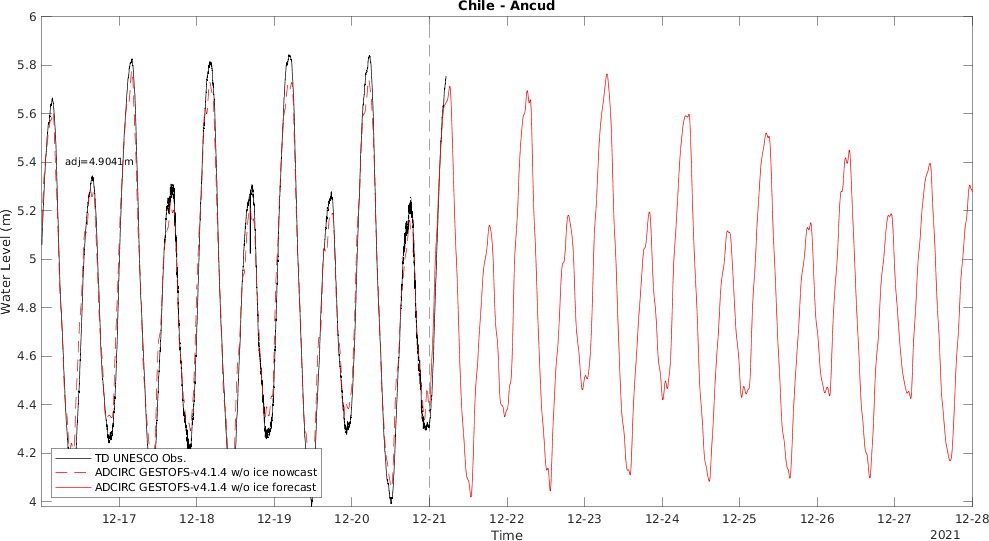 Chile - Ancud
6
5.8
5.6
5.4
5.2
5
4.8
4.6
4.4
4.2
4
Water Level (m)
adj=4.9041m
TD UNESCO Obs.
ADCIRC GESTOFS-v4.1.4 w/o ice nowcast
ADCIRC GESTOFS-v4.1.4 w/o ice forecast
12-17 12-18 12-19 12-20 12-21 12-22 12-23 12-24 12-25 12-26 12-27 12-28
Time
2021